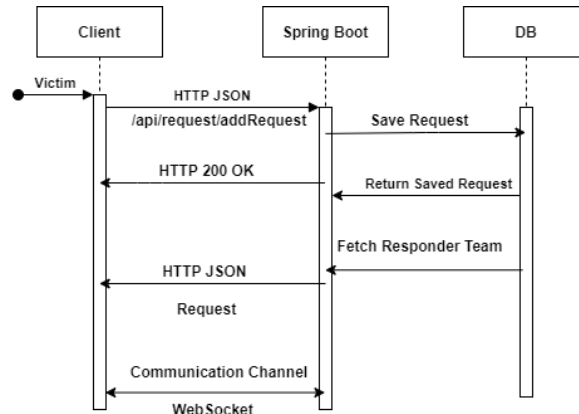 Client
Spring Boot
DB
Victim
HTTP JSON
/api/request/addRequest
Save Request
HTTP 200 OK
Return Saved Request
Fetch Responder Team
HTTP JSON
Request
Communication Channel
WebSocket